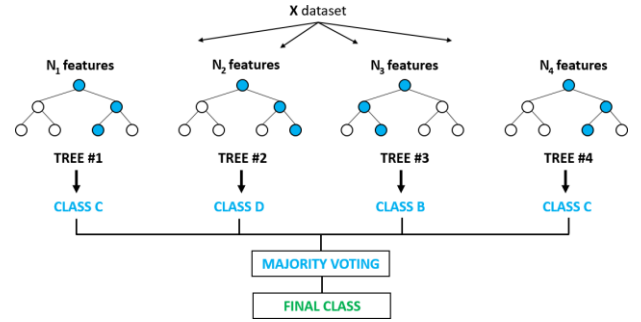 X dataset
N₁ features
N₂ features
N₃ features
N₄ features
TREE #1
TREE #2
TREE #3
TREE #4
CLASS C
CLASS D
CLASS B
CLASS C
MAJORITY VOTING
FINAL CLASS